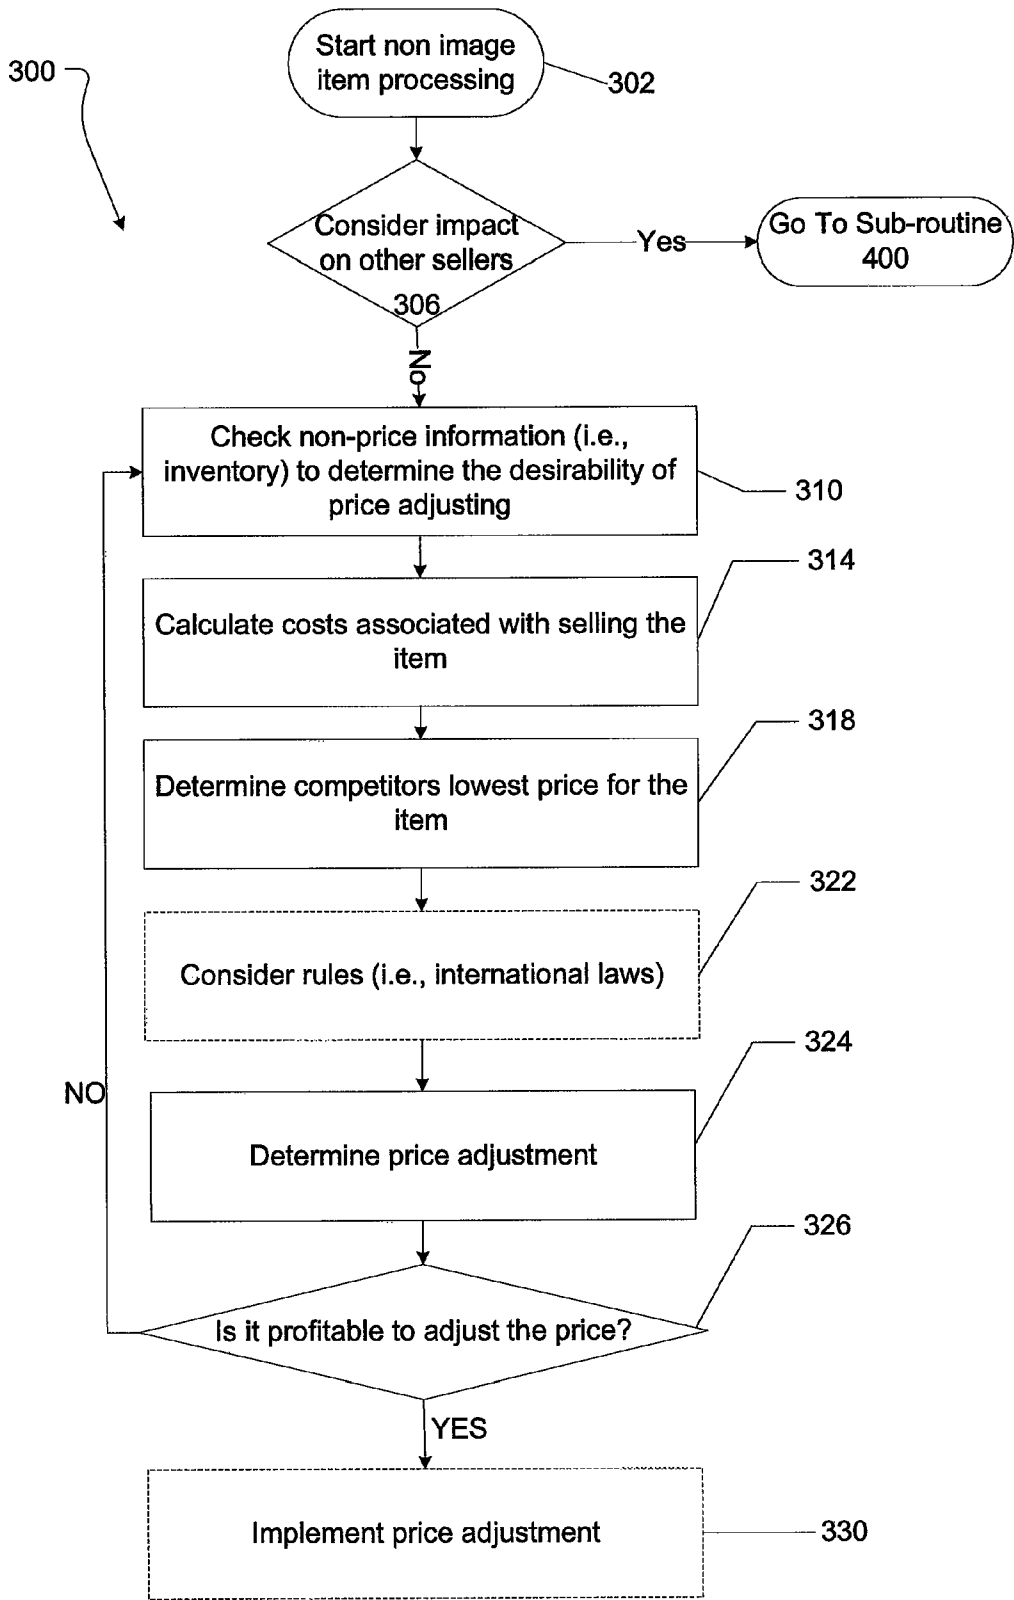 Start non image
item processing
300
302
Consider impact
on other sellers
306
Yes
Go To Sub-routine
400
No
Check non-price information (i.e.,
inventory) to determine the desirability of
price adjusting
310
314
Calculate costs associated with selling the
item
318
Determine competitors lowest price for the
item
322
Consider rules (i.e., international laws)
324
NO
Determine price adjustment
326
Is it profitable to adjust the price?
YES
Implement price adjustment
330